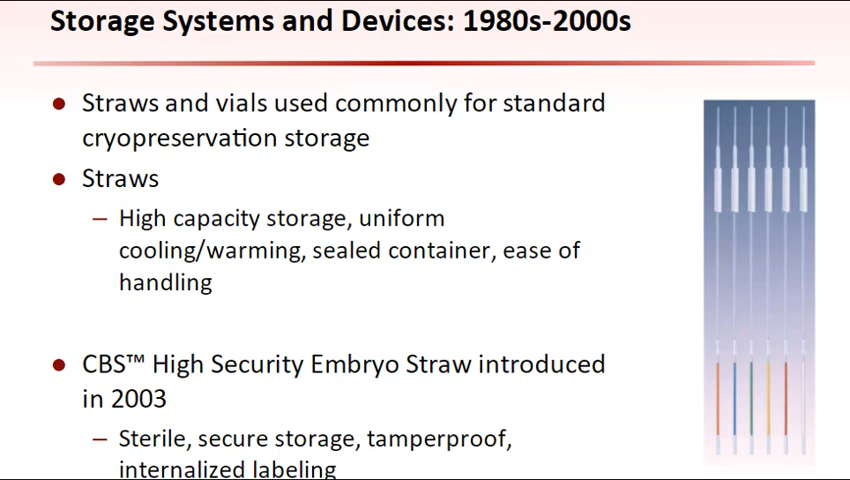 Storage Systems and Devices: 1980s-2000s
● Straws and vials used commonly for standard
cryopreservation storage
● Straws
– High capacity storage, uniform
cooling/warming, sealed container, ease of
handling
● CBS™ High Security Embryo Straw introduced
in 2003
– Sterile, secure storage, tamperproof,
internalized labeling